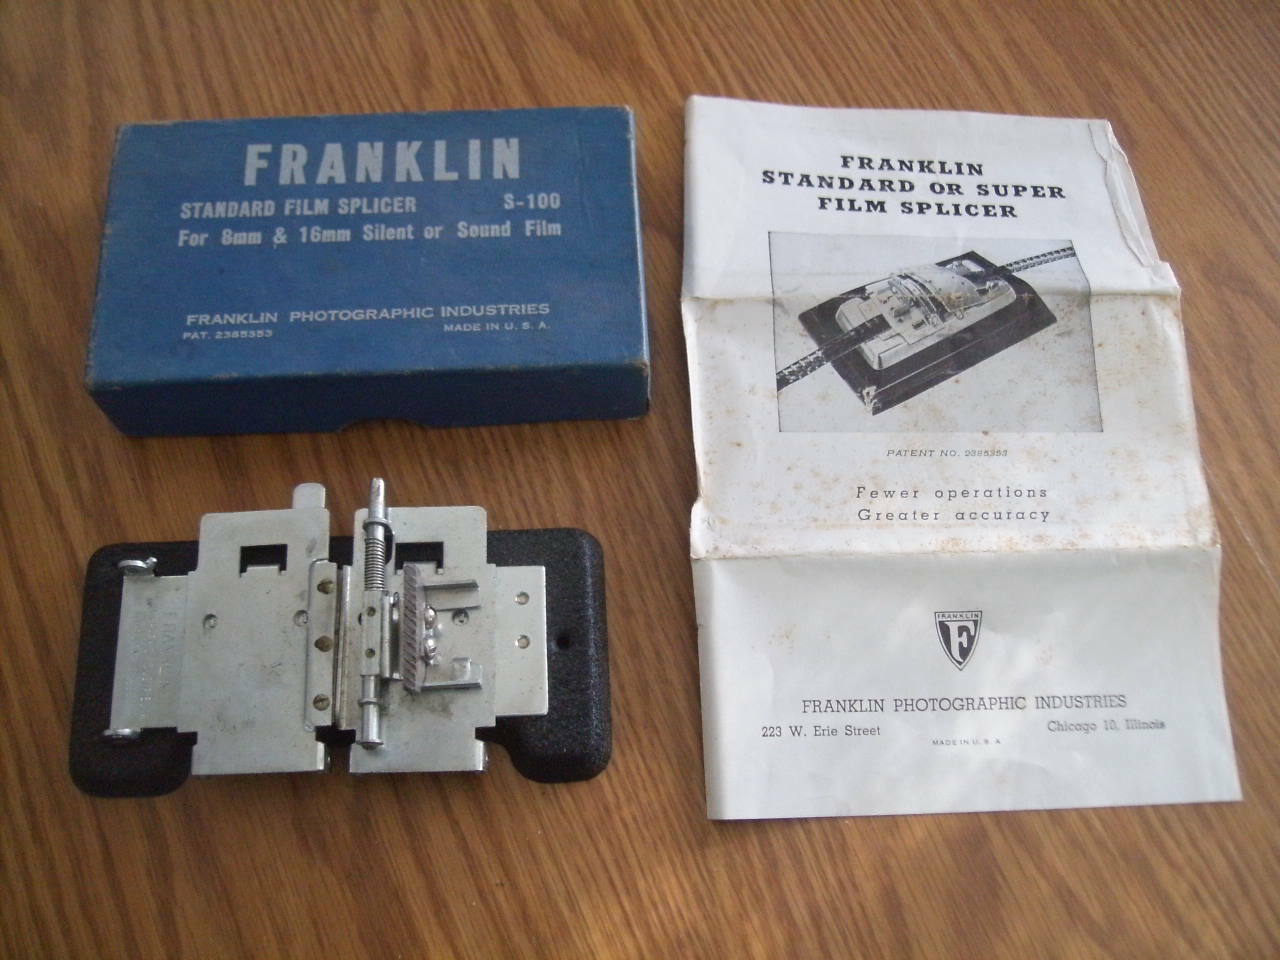 FRANKLIN
STANDARD FILM SPLICER S-100
For 8mm & 16mm Silent or Sound Film
FRANKLIN PHOTOGRAPHIC INDUSTRIES
PAT. 2385353 MADE IN U. S. A.
FRANKLIN
STANDARD OR SUPER
FILM SPLICER
PATENT NO. 2385353
Fewer operations
Greater accuracy
FRANKLIN
F
FRANKLIN PHOTOGRAPHIC INDUSTRIES
223 W. Erie Street Chicago 10, Illinois
MADE IN U. S. A